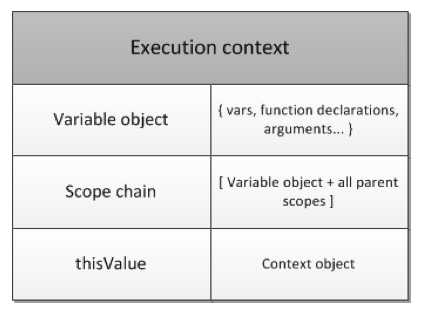 Execution context
Variable object
{ vars, function declarations,
arguments... }
Scope chain
[ Variable object + all parent
scopes ]
thisValue
Context object